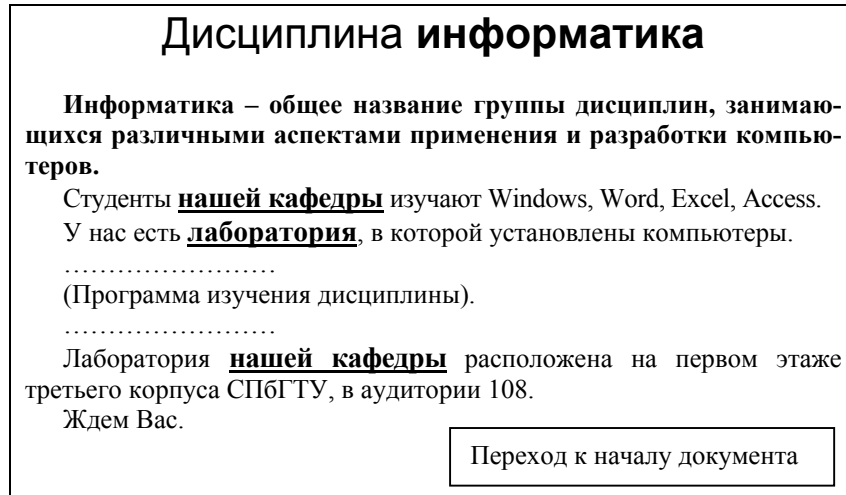 Дисциплина информатика
Информатика – общее название группы дисциплин, занимаю-
щихся различными аспектами применения и разработки компью-
теров.
Студенты нашей кафедры изучают Windows, Word, Excel, Access.
У нас есть лаборатория, в которой установлены компьютеры.
……………………
(Программа изучения дисциплины).
……………………
Лаборатория нашей кафедры расположена на первом этаже
третьего корпуса СПбГТУ, в аудитории 108.
Ждем Вас.
Переход к началу документа